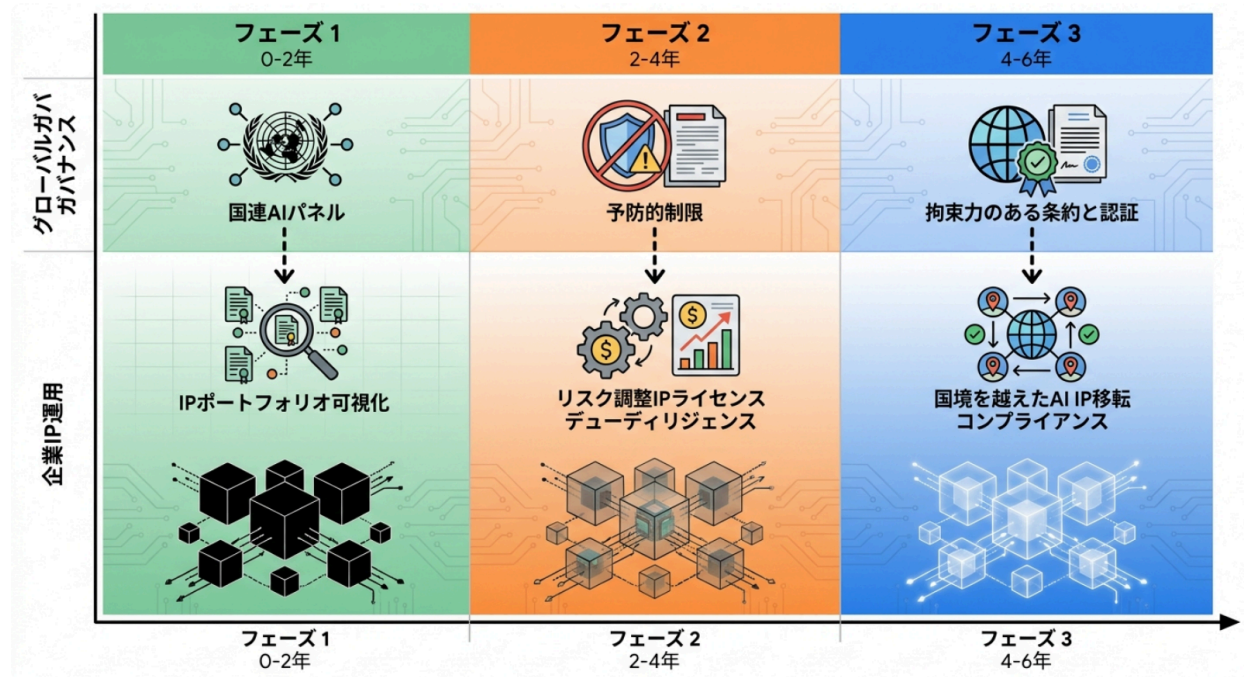 フェーズ 1
0-2年
フェーズ 2
2-4年
フェーズ 3
4-6年
グローバルガバ
ガバナンス
国連AIパネル
予防的制限
拘束力のある条約と認証
企業IP運用
IPポートフォリオ可視化
リスク調整IPライセンス
デューディリジェンス
国境を越えたAI IP移転
コンプライアンス
フェーズ 1
0-2年
フェーズ 2
2-4年
フェーズ 3
4-6年